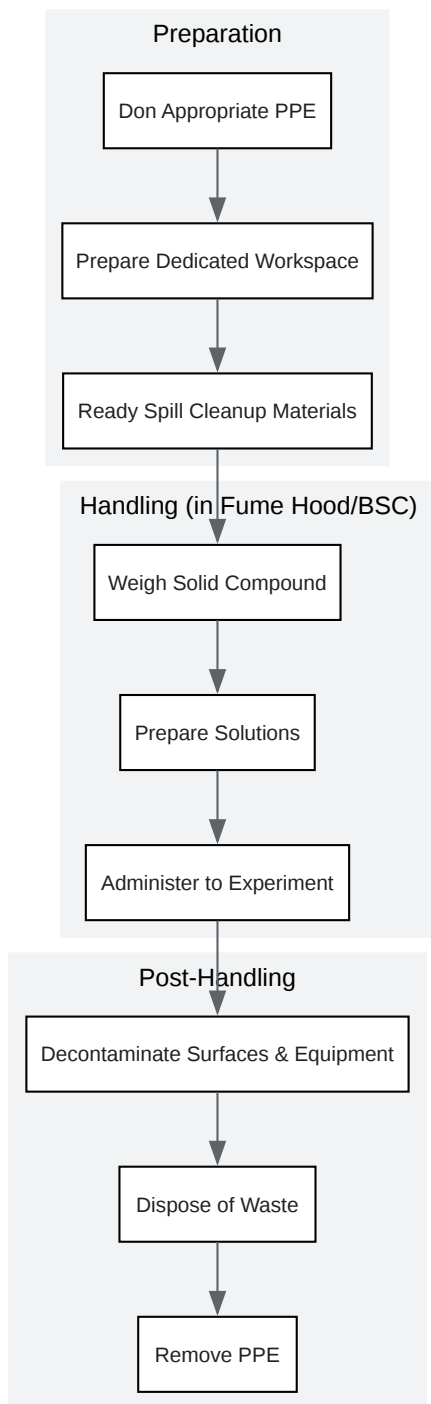 Preparation
Don Appropriate PPE
Prepare Dedicated Workspace
Ready Spill Cleanup Materials
Handling (in Fume Hood/BSC)
Weigh Solid Compound
Prepare Solutions
Administer to Experiment
Post-Handling
Decontaminate Surfaces & Equipment
Dispose of Waste
Remove PPE